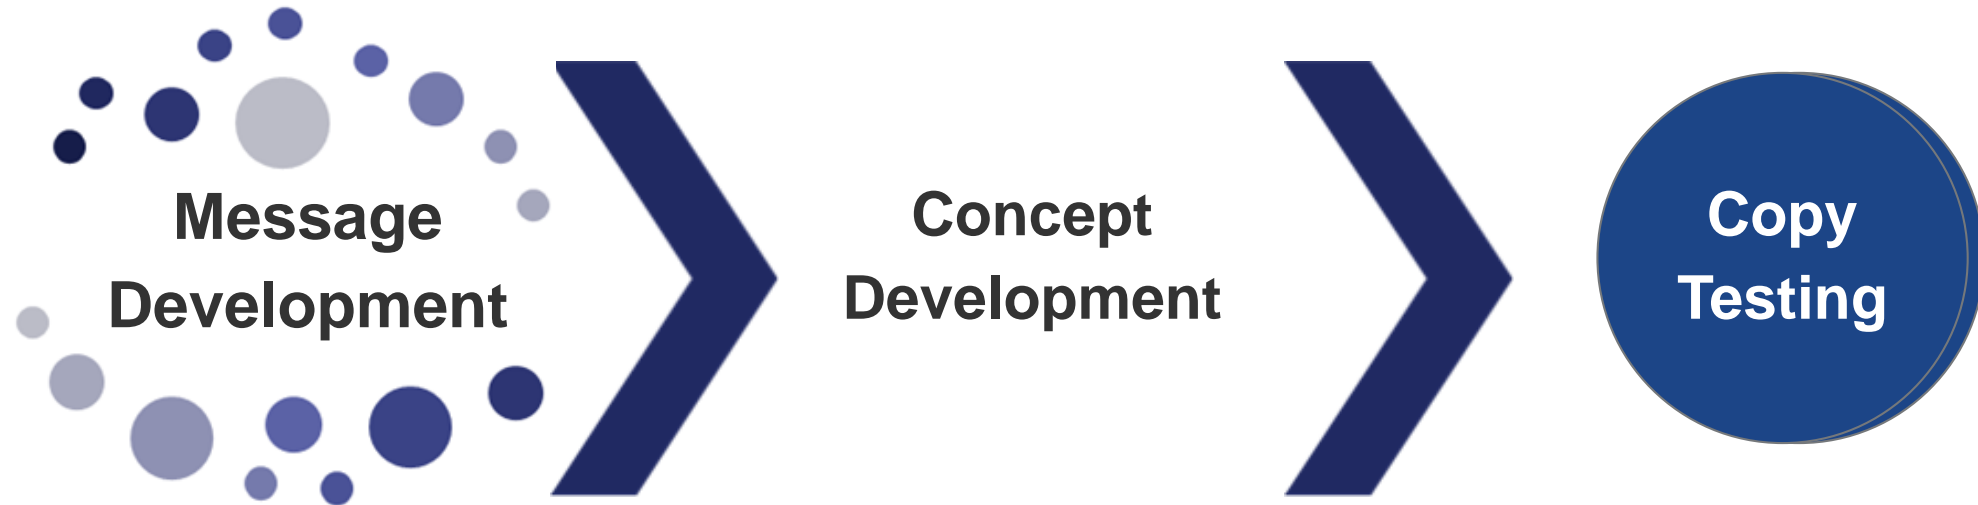 Message
Development
Concept
Development
Copy
Testing